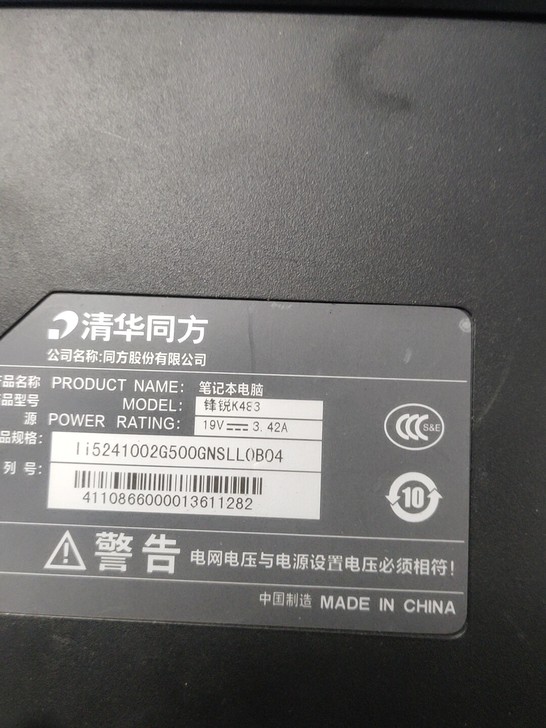 清华同方
公司名称:同方股份有限公司
产品名称 PRODUCT NAME: 笔记本电脑
产品型号 MODEL: 锋锐K483
源 POWER RATING: 19V 3.42A
品规格: Ii5241002G500GNSLL0B04
列号:
4110866000013611282
S&E
10
警告 电网电压与电源设置电压必须相符!
中国制造 MADE IN CHINA